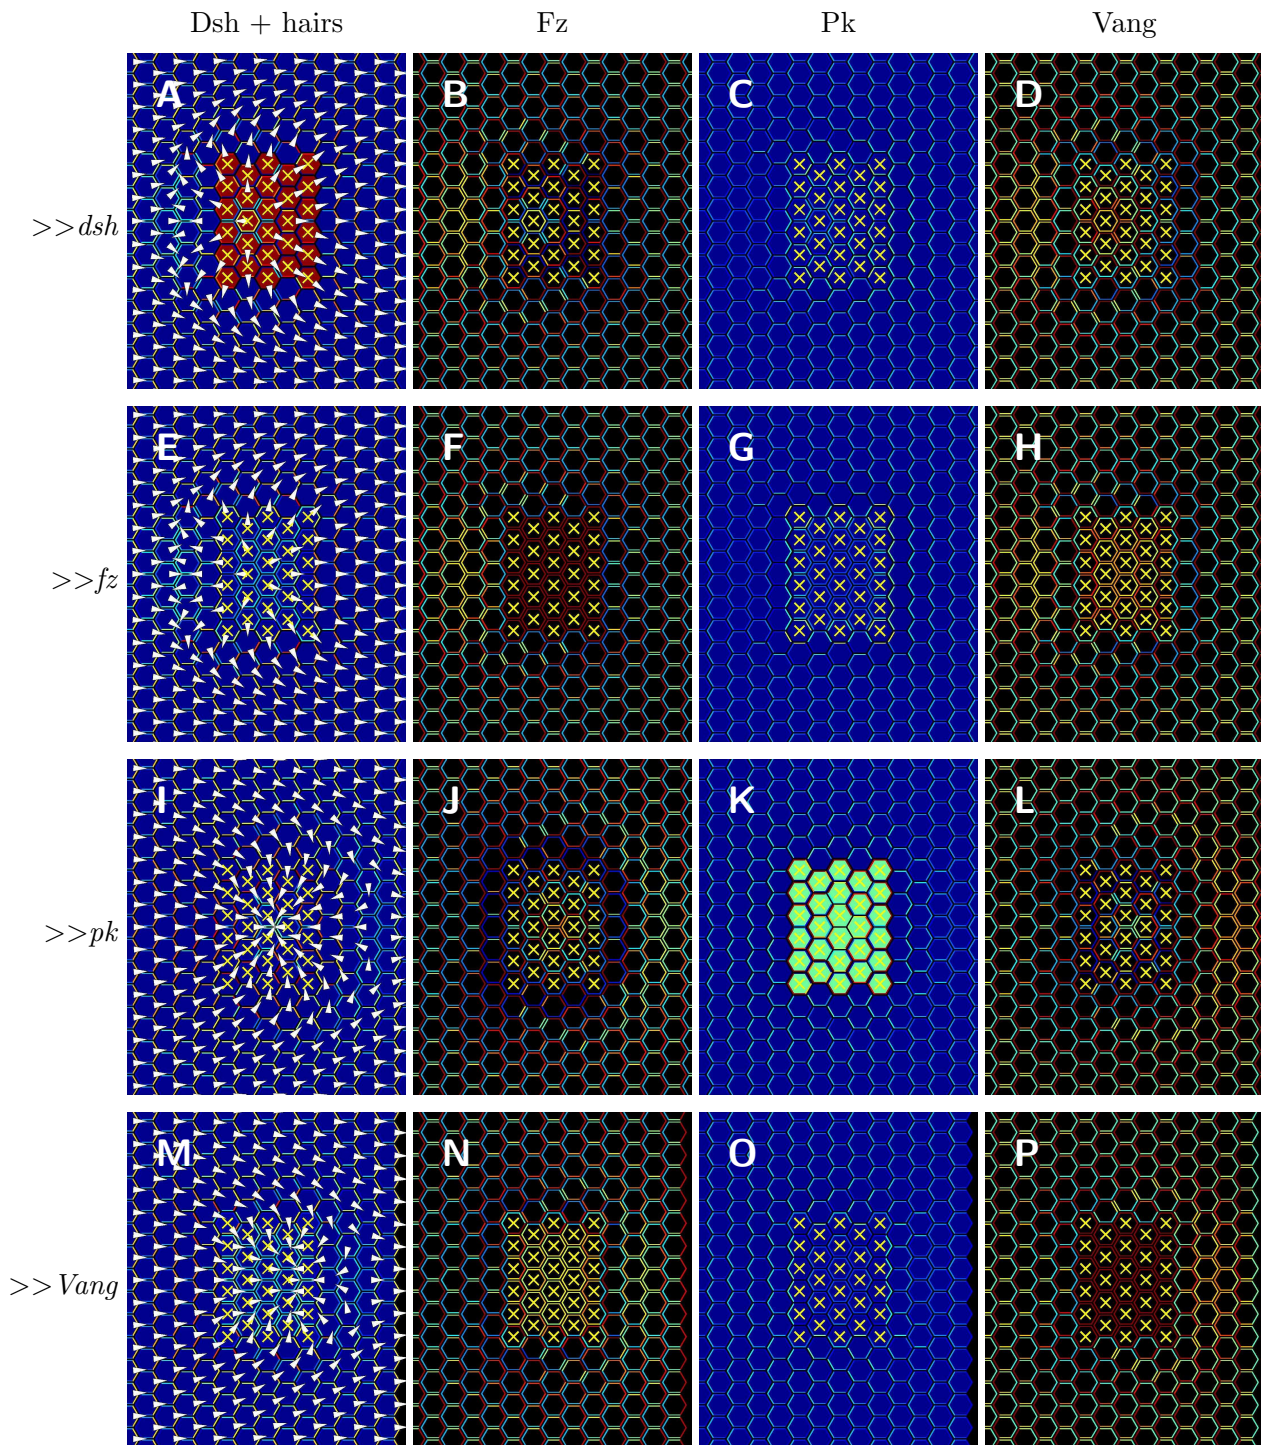 Dsh + hairs Fz Pk Vang
A B C D
>>dsh
E F G H
>>fz
I J K L
>>pk
M N O P
>>Vang